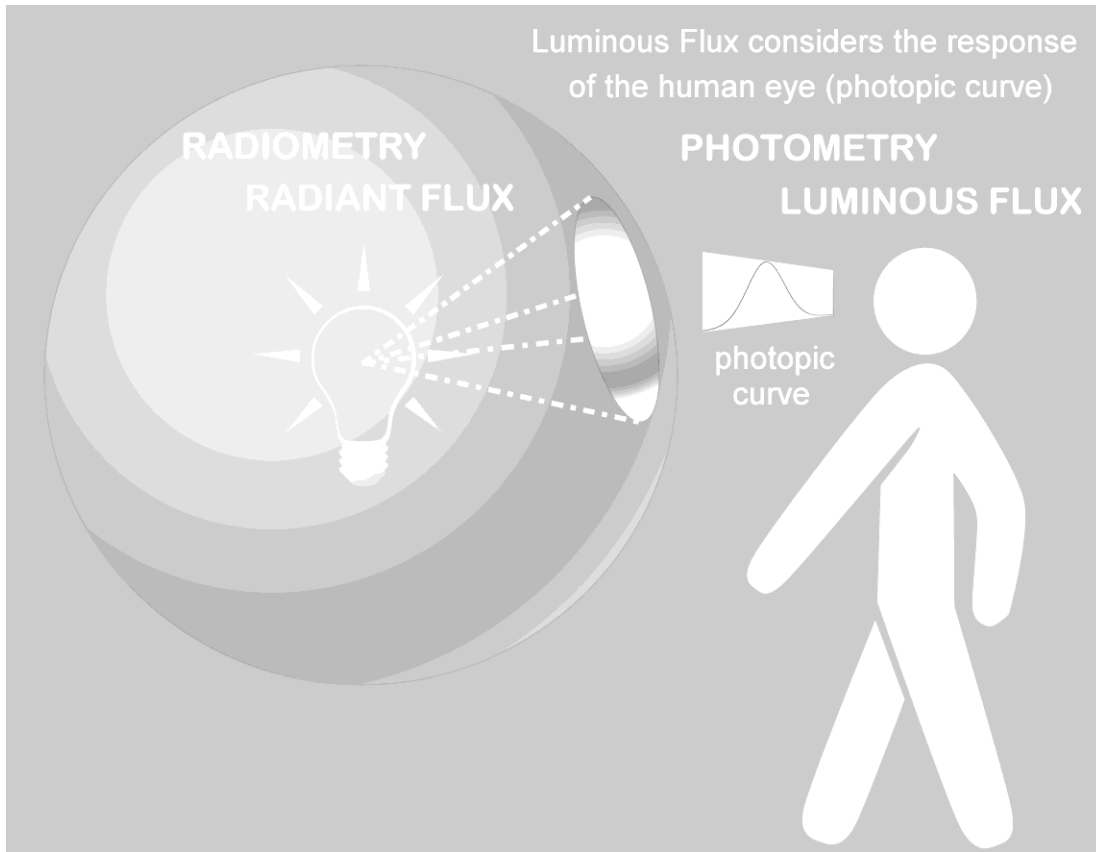 Luminous Flux considers the response
of the human eye (photopic curve)
RADIOMETRY
RADIANT FLUX
PHOTOMETRY
LUMINOUS FLUX
photopic
curve